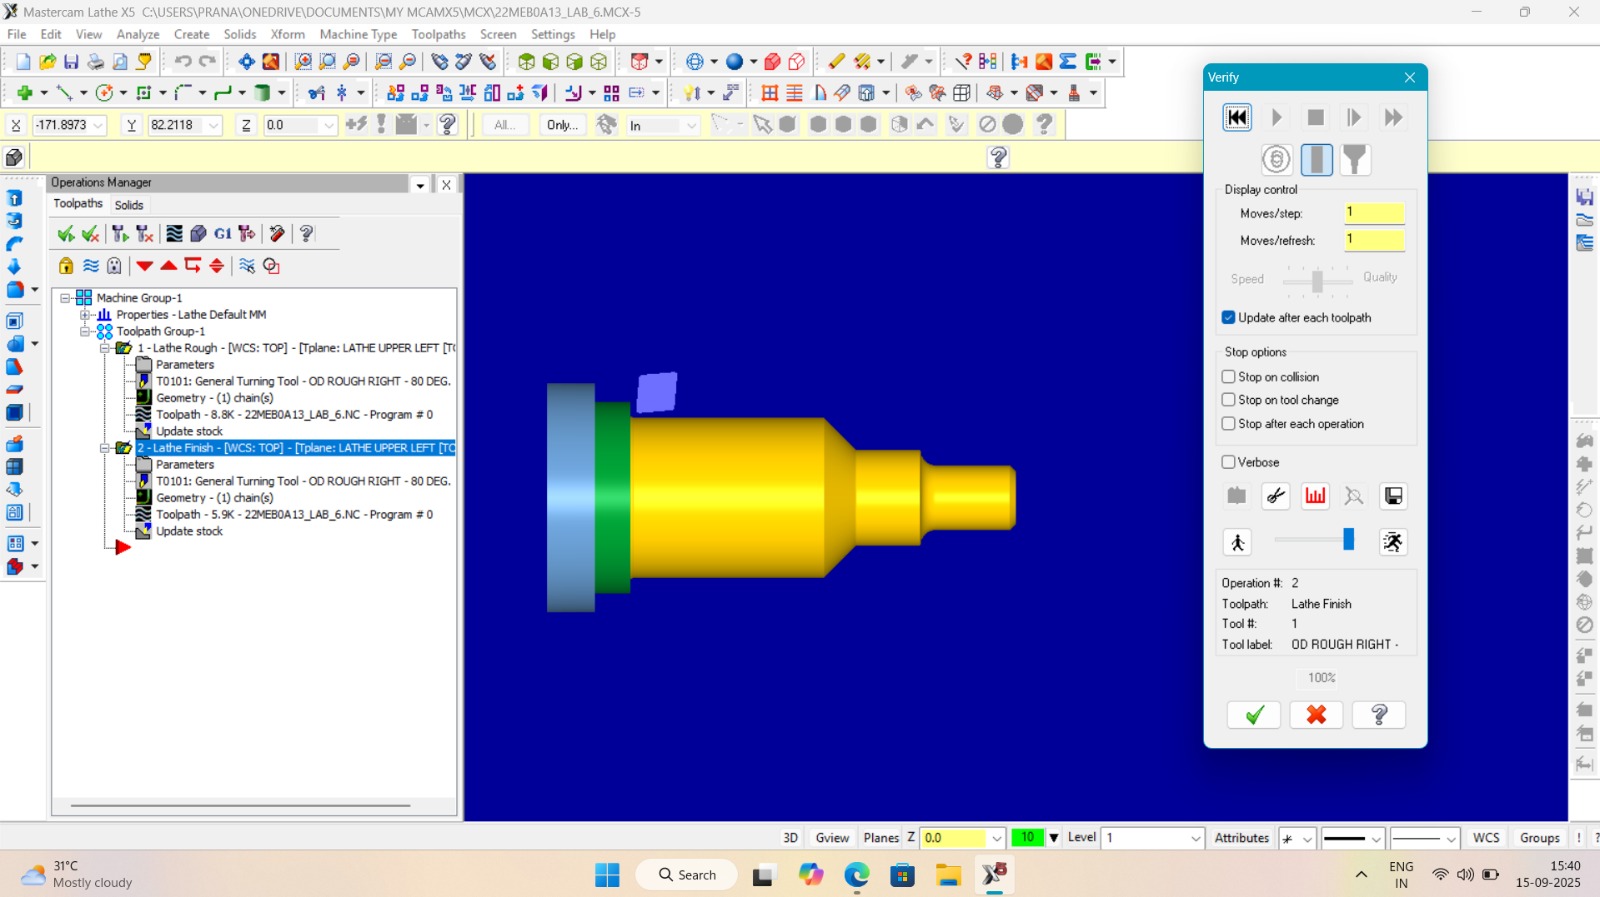 Mastercam Lathe X5  C:\USERS\PRANA\ONEDRIVE\DOCUMENTS\MY MCAMX5\MCX\22MEB0A13_LAB_6.MCX-5
File Edit View Analyze Create Solids Xform Machine Type Toolpaths Screen Settings Help
X -171.8973 Y 82.2118 Z 0.0 All... Only... In
Operations Manager
Toolpaths Solids
G1
Machine Group-1
Properties - Lathe Default MM
Toolpath Group-1
1 - Lathe Rough - [WCS: TOP] - [Tplane: LATHE UPPER LEFT [TO
Parameters
T0101: General Turning Tool - OD ROUGH RIGHT - 80 DEG.
Geometry - (1) chain(s)
Toolpath - 8.8K - 22MEB0A13_LAB_6.NC - Program # 0
Update stock
2 - Lathe Finish - [WCS: TOP] - [Tplane: LATHE UPPER LEFT [TO
Parameters
T0101: General Turning Tool - OD ROUGH RIGHT - 80 DEG.
Geometry - (1) chain(s)
Toolpath - 5.9K - 22MEB0A13_LAB_6.NC - Program # 0
Update stock
Verify
Display control
Moves/step: 1
Moves/refresh: 1
Speed Quality
Update after each toolpath
Stop options
Stop on collision
Stop on tool change
Stop after each operation
Verbose
Operation #: 2
Toolpath: Lathe Finish
Tool #: 1
Tool label: OD ROUGH RIGHT -
100%
3D Gview Planes Z 0.0 10 Level 1 Attributes WCS Groups ! ?
31°C
Mostly cloudy
Search
ENG
IN
15:40
15-09-2025